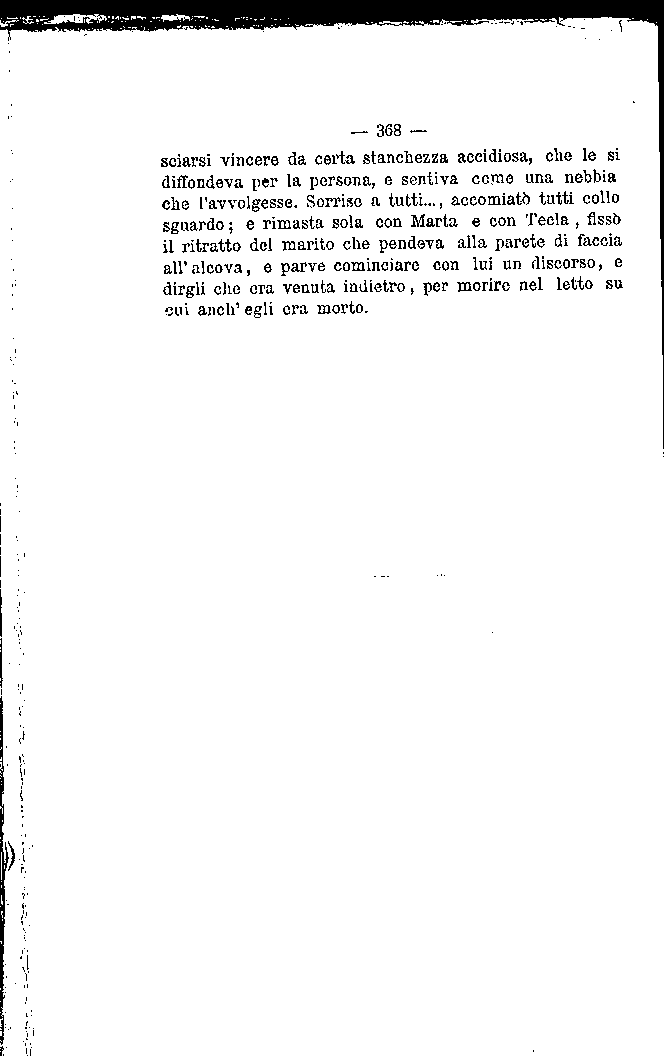 — 368 —
sciarsi vincere da certa stanchezza accidiosa, che le si
diffondeva per la persona, e sentiva come una nebbia
che l'avvolgesse. Sorrise a tutti..., accomiatò tutti collo
sguardo; e rimasta sola con Marta e con Tecla, fissò
il ritratto del marito che pendeva alla parete di faccia
all'alcova, e parve cominciare con lui un discorso, e
dirgli che era venuta indietro, per morire nel letto su
cui anch'egli era morto.